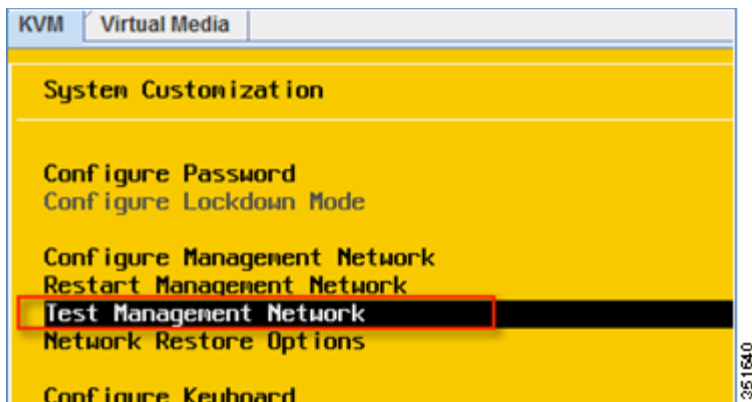 KVM Virtual Media
System Customization
Configure Password
Configure Lockdown Mode
Configure Management Network
Restart Management Network
Test Management Network
Network Restore Options
Configure Keyboard
351640